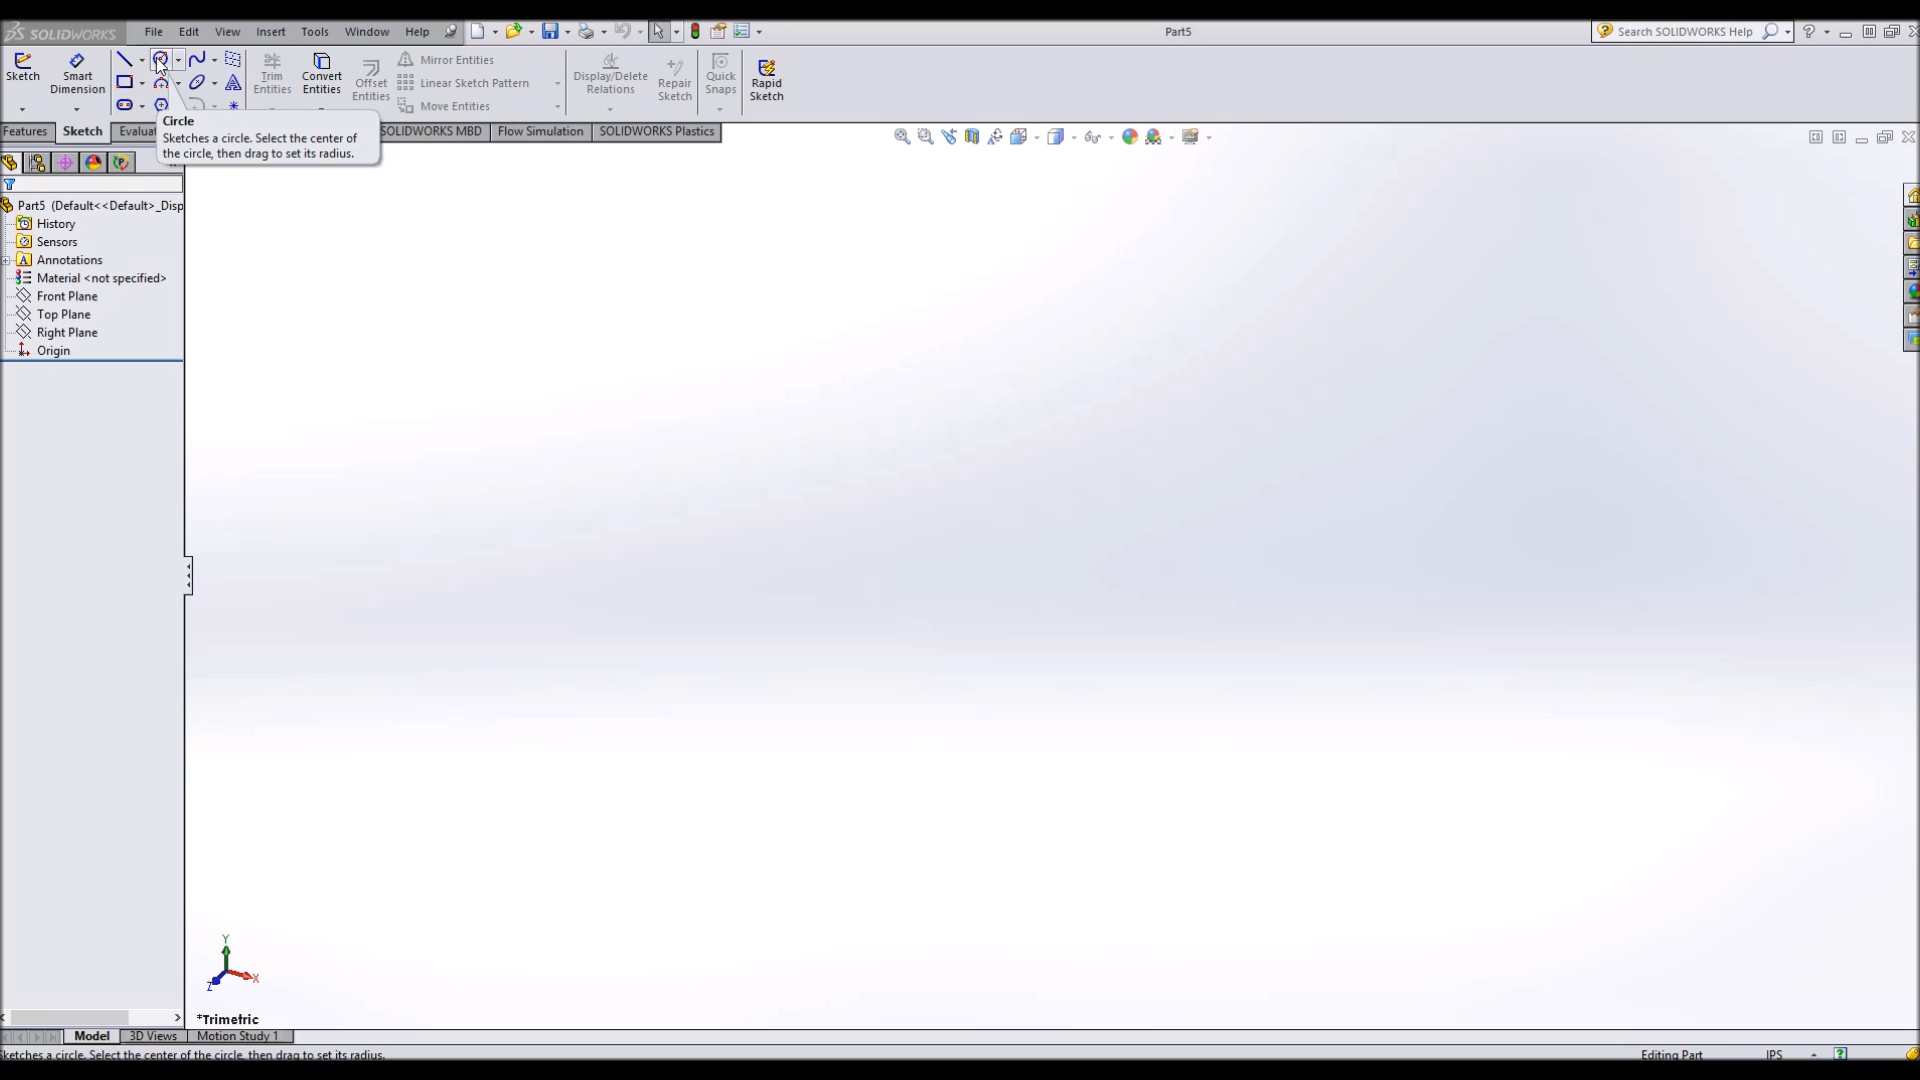 SOLIDWORKS File Edit View Insert Tools Window Help Part5 Search SOLIDWORKS Help
Sketch Smart Dimension Trim Entities Convert Entities Offset Entities Mirror Entities Display/Delete Relations Repair Sketch Quick Snaps Rapid Sketch
Linear Sketch Pattern
Move Entities
Circle
Sketches a circle. Select the center of
the circle, then drag to set its radius.
Features Sketch SOLIDWORKS MBD Flow Simulation SOLIDWORKS Plastics
Part5 (Default<<Default>_Disp
History
Sensors
Annotations
Material <not specified>
Front Plane
Top Plane
Right Plane
Origin
Y
X
Z
*Trimetric
Model 3D Views Motion Study 1
Sketches a circle. Select the center of the circle, then drag to set its radius. Editing Part IPS